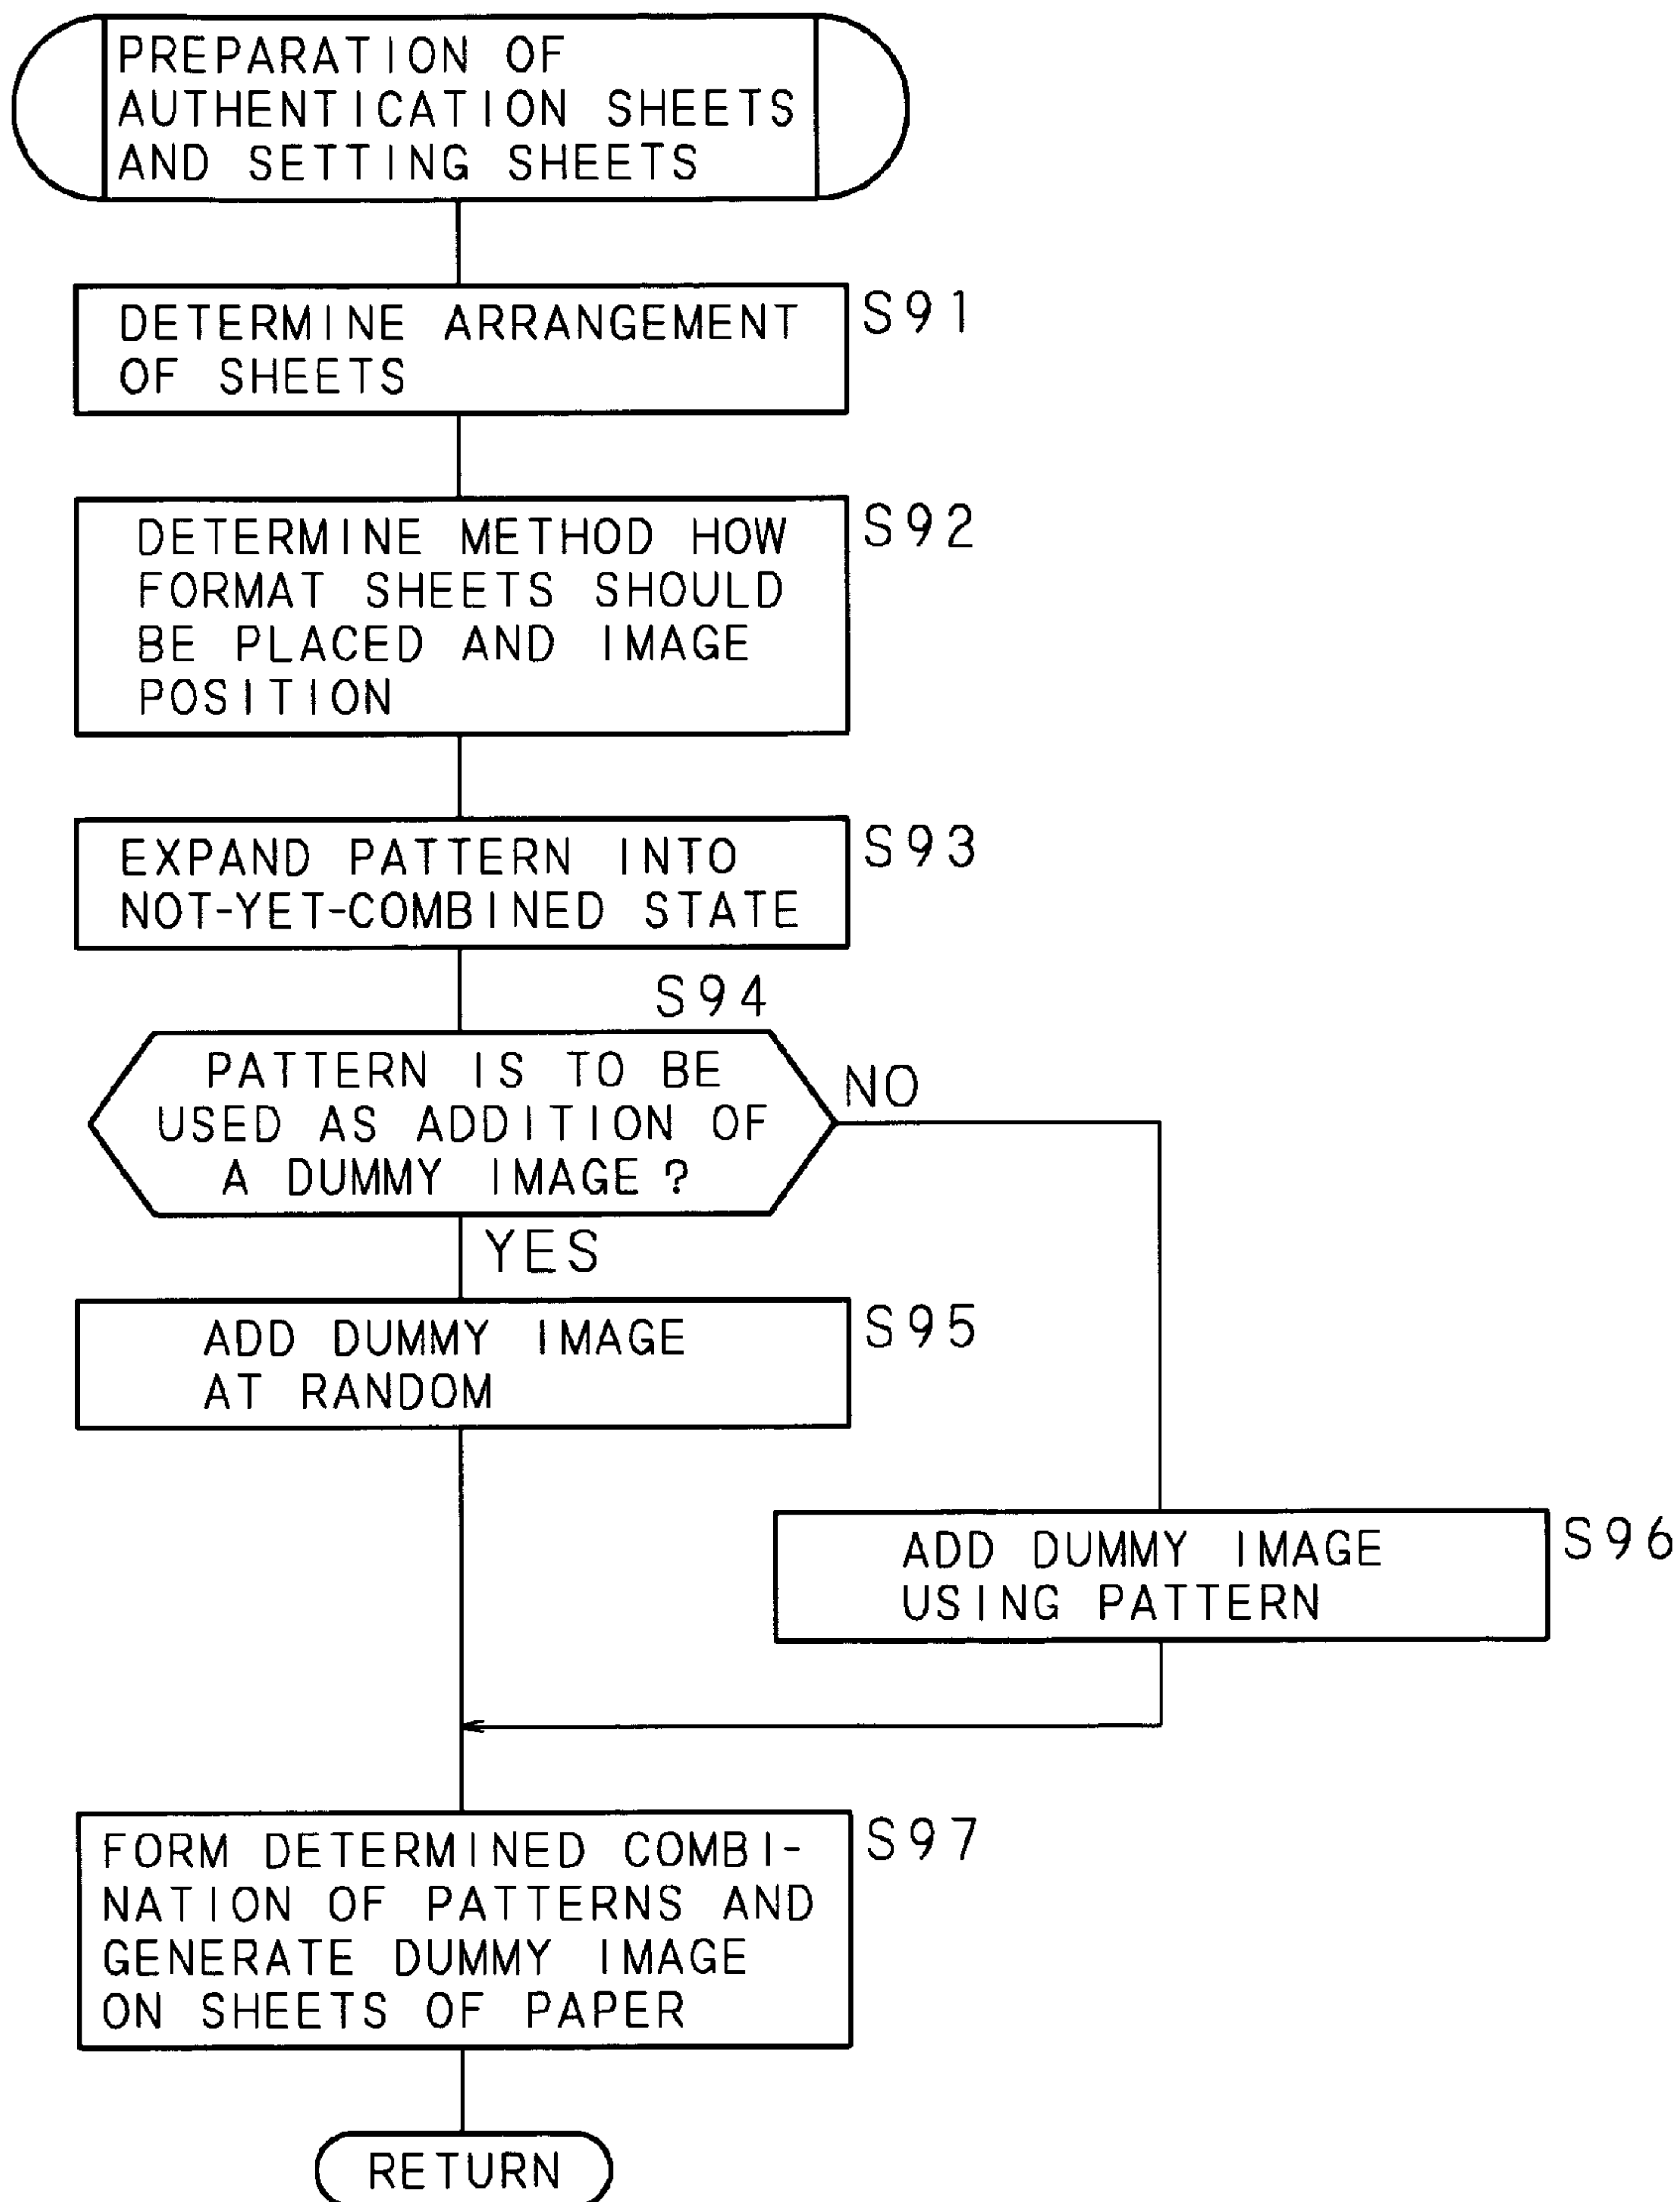 PREPARATION OF
AUTHENTICATION SHEETS
AND SETTING SHEETS
DETERMINE ARRANGEMENT
OF SHEETS
S91
DETERMINE METHOD HOW
FORMAT SHEETS SHOULD
BE PLACED AND IMAGE
POSITION
S92
EXPAND PATTERN INTO
NOT-YET-COMBINED STATE
S93
S94
PATTERN IS TO BE
USED AS ADDITION OF
A DUMMY IMAGE?
NO
YES
ADD DUMMY IMAGE
AT RANDOM
S95
ADD DUMMY IMAGE
USING PATTERN
S96
FORM DETERMINED COMBI-
NATION OF PATTERNS AND
GENERATE DUMMY IMAGE
ON SHEETS OF PAPER
S97
RETURN